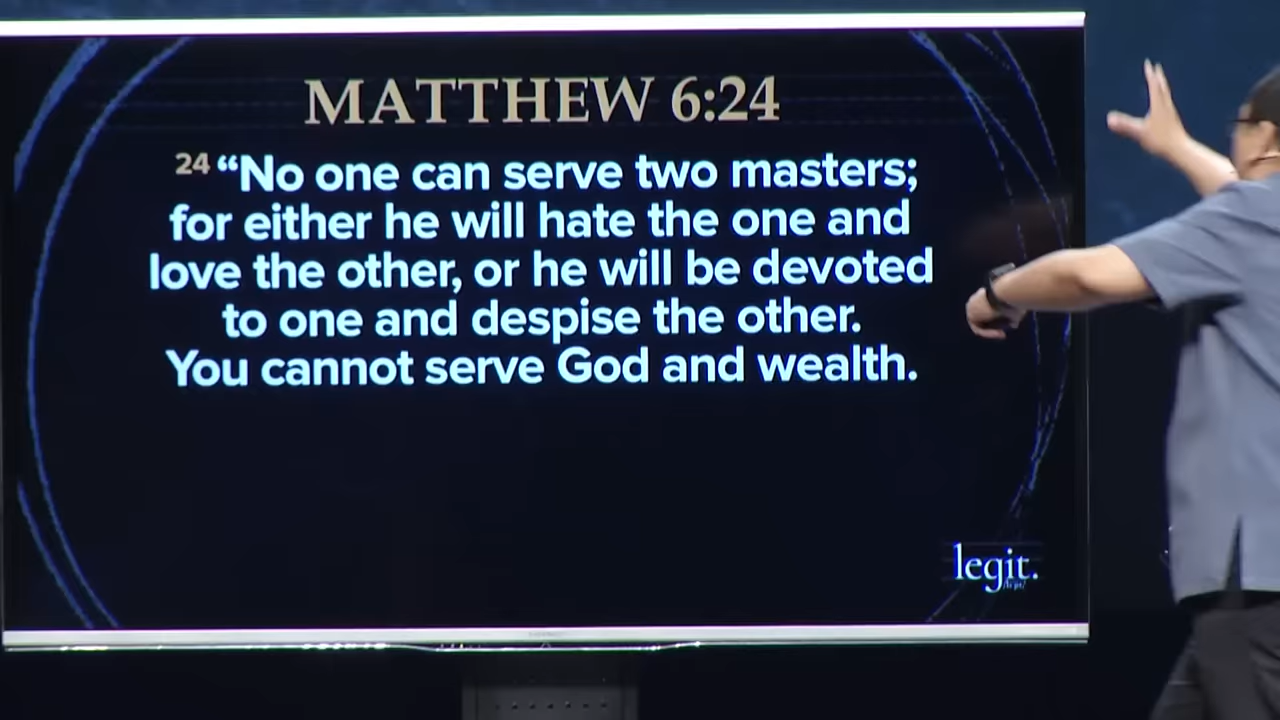 MATTHEW 6:24
24 “No one can serve two masters;
for either he will hate the one and
love the other, or he will be devoted
to one and despise the other.
You cannot serve God and wealth.
legit.